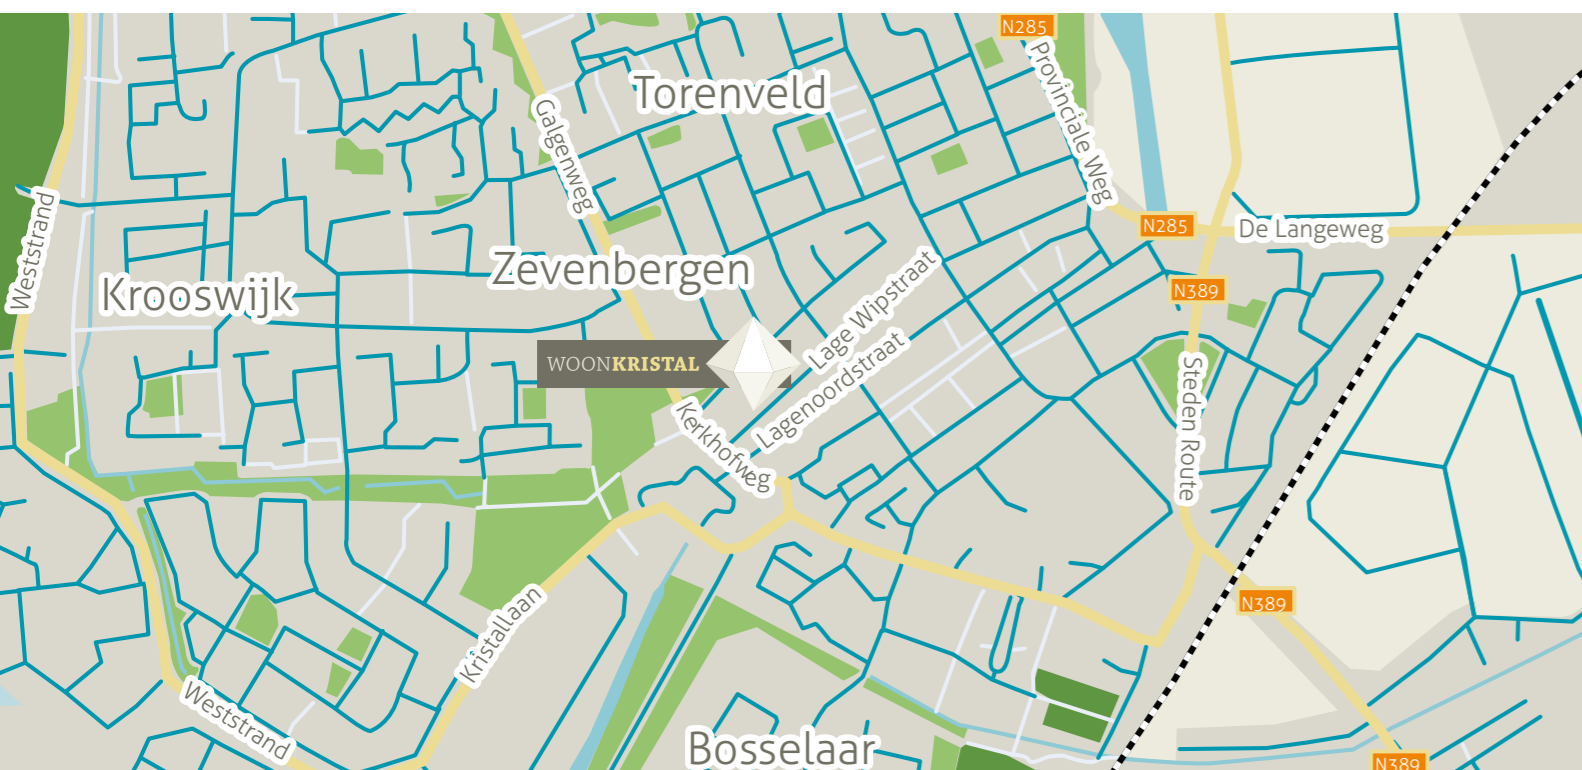 N285
Provinciale Weg
Torenveld
Galgenweg
Weststrand
N285
De Langeweg
Zevenbergen
Krooswijk
N389
Lage Wipstraat
Lagenoordstraat
WOONKRISTAL
Steden Route
Kerkhofweg
N389
Kristallaan
Weststrand
Bosselaar
N389